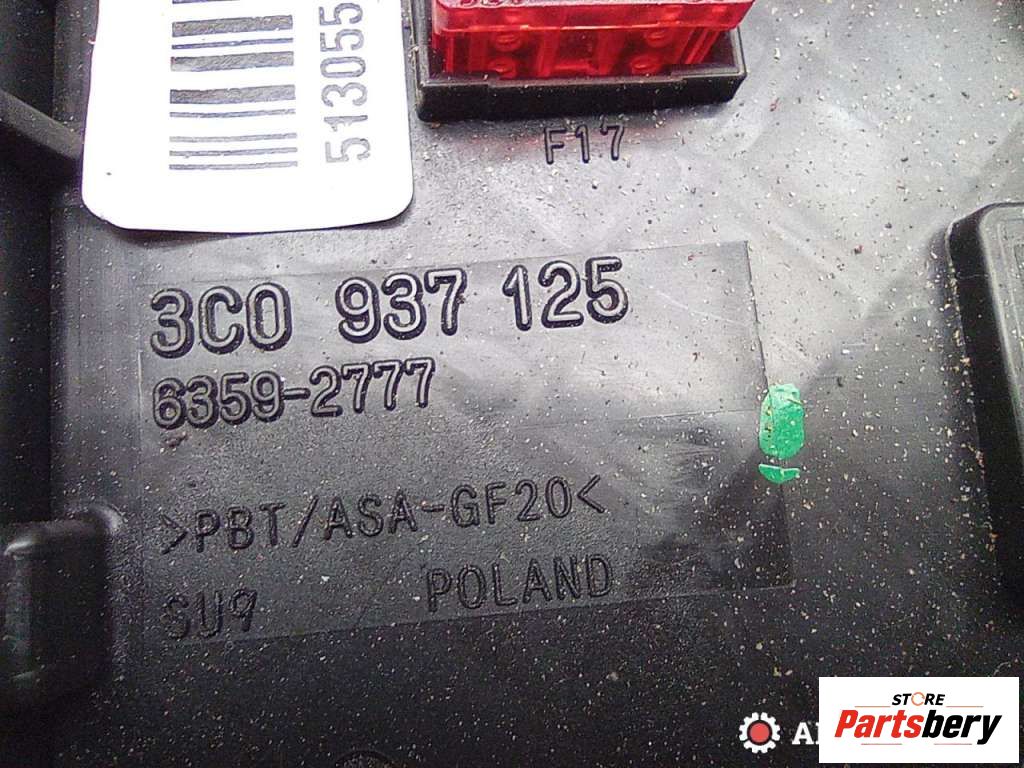 513055
F17
3C0 937 125
6359-2777
>PBT/ASA-GF20<
SU9 POLAND
STORE
Partsbery